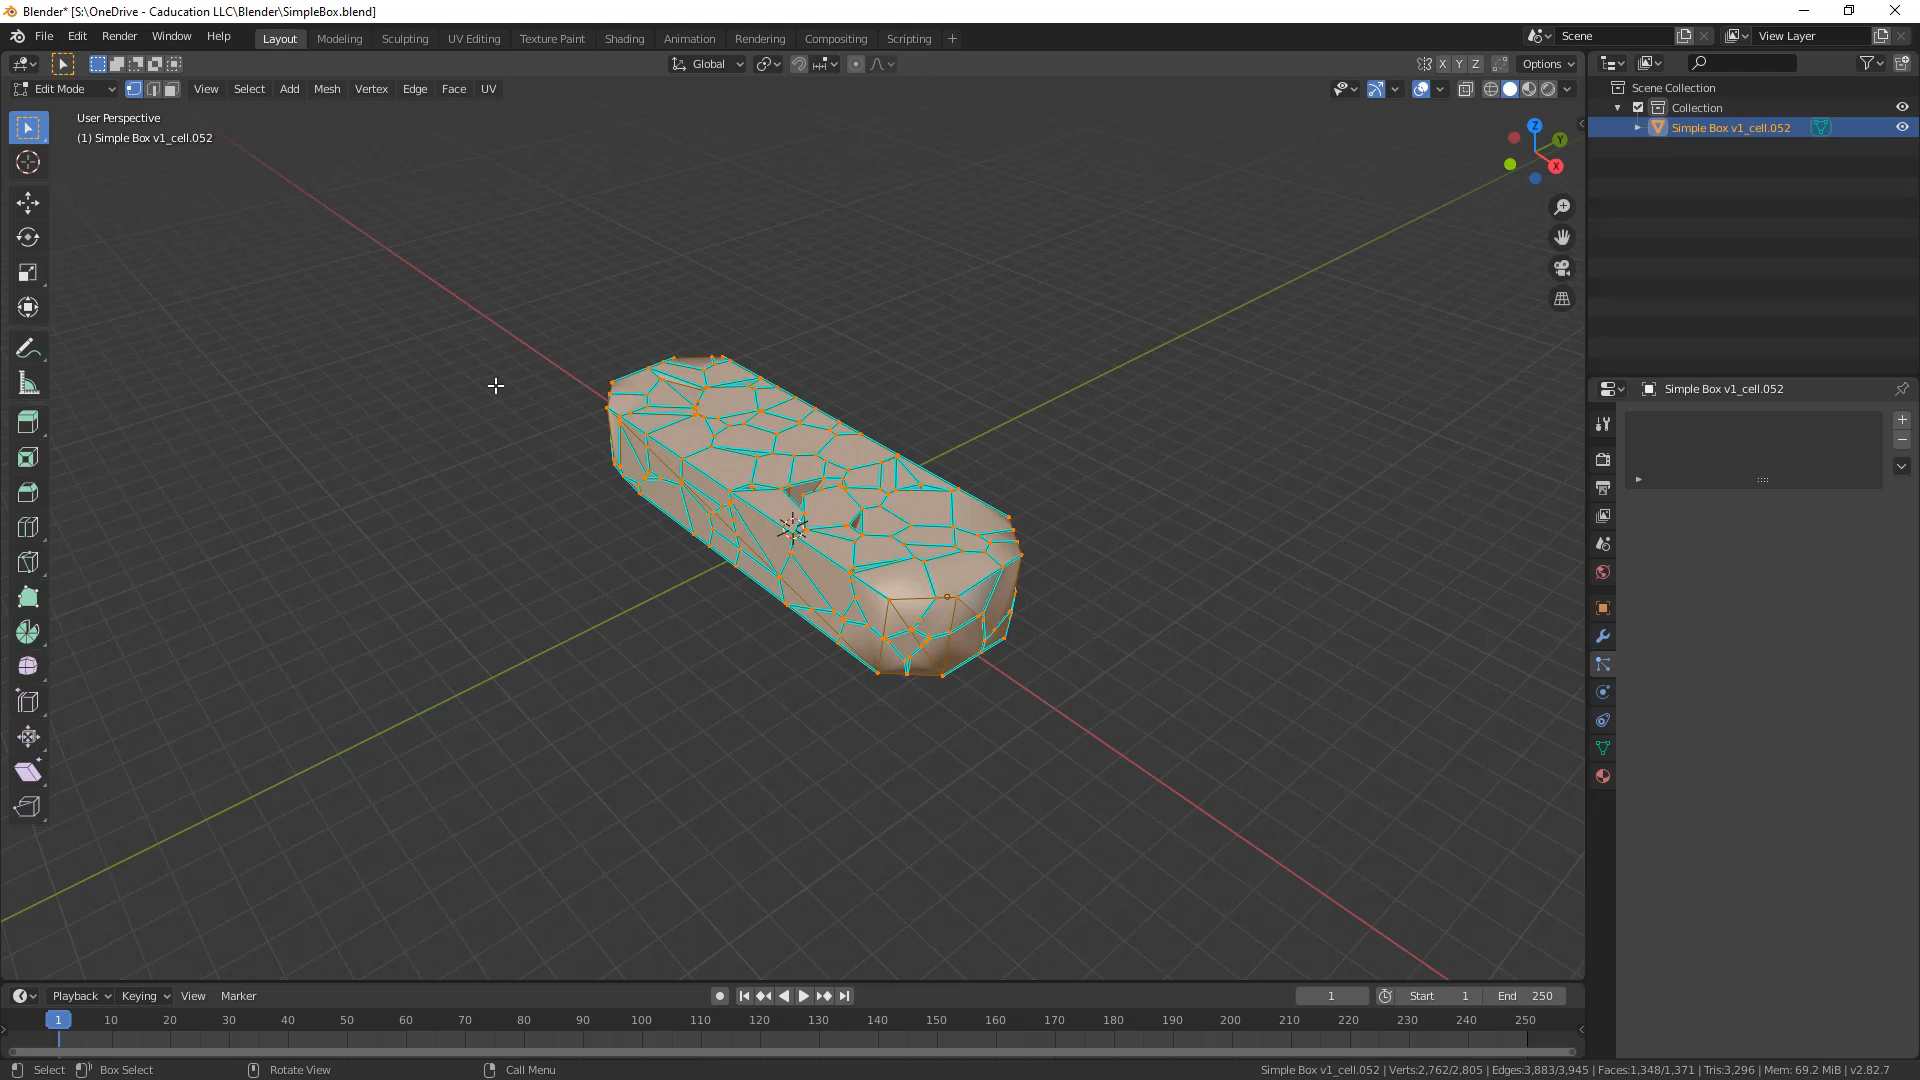 Blender* [S:\OneDrive - Caducation LLC\Blender\SimpleBox.blend]
File Edit Render Window Help Layout Modeling Sculpting UV Editing Texture Paint Shading Animation Rendering Compositing Scripting + Scene View Layer
Global X Y Z Options
Edit Mode View Select Add Mesh Vertex Edge Face UV
Scene Collection
Collection
Simple Box v1_cell.052
User Perspective
(1) Simple Box v1_cell.052
Z
Y
X
Simple Box v1_cell.052
Playback Keying View Marker 1 Start 1 End 250
1 10 20 30 40 50 60 70 80 90 100 110 120 130 140 150 160 170 180 190 200 210 220 230 240 250
Select Box Select Rotate View Call Menu Simple Box v1_cell.052 | Verts:2,762/2,805 | Edges:3,883/3,945 | Faces:1,348/1,371 | Tris:3,296 | Mem: 69.2 MiB | v2.82.7